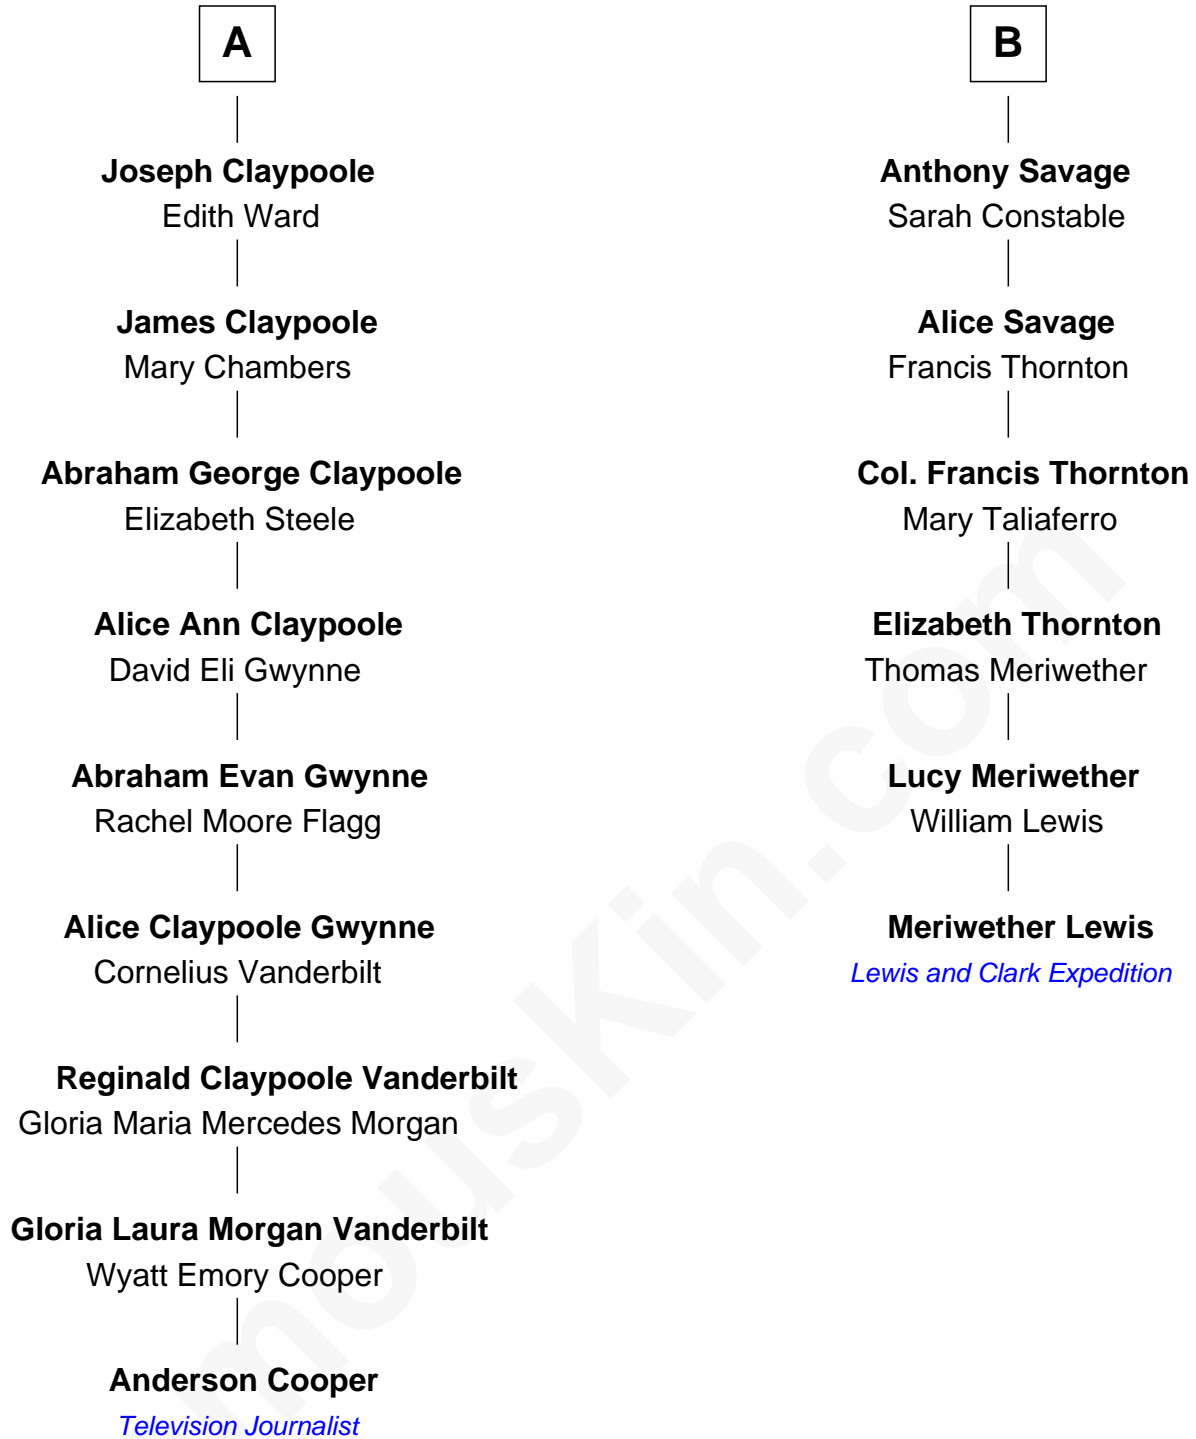 A
Joseph Claypoole
Edith Ward
James Claypoole
Mary Chambers
Abraham George Claypoole
Elizabeth Steele
Alice Ann Claypoole
David Eli Gwynne
Abraham Evan Gwynne
Rachel Moore Flagg
Alice Claypoole Gwynne
Cornelius Vanderbilt
Reginald Claypoole Vanderbilt
Gloria Maria Mercedes Morgan
Gloria Laura Morgan Vanderbilt
Wyatt Emory Cooper
Anderson Cooper
Television Journalist
B
Anthony Savage
Sarah Constable
Alice Savage
Francis Thornton
Col. Francis Thornton
Mary Taliaferro
Elizabeth Thornton
Thomas Meriwether
Lucy Meriwether
William Lewis
Meriwether Lewis
Lewis and Clark Expedition
mousKin.com